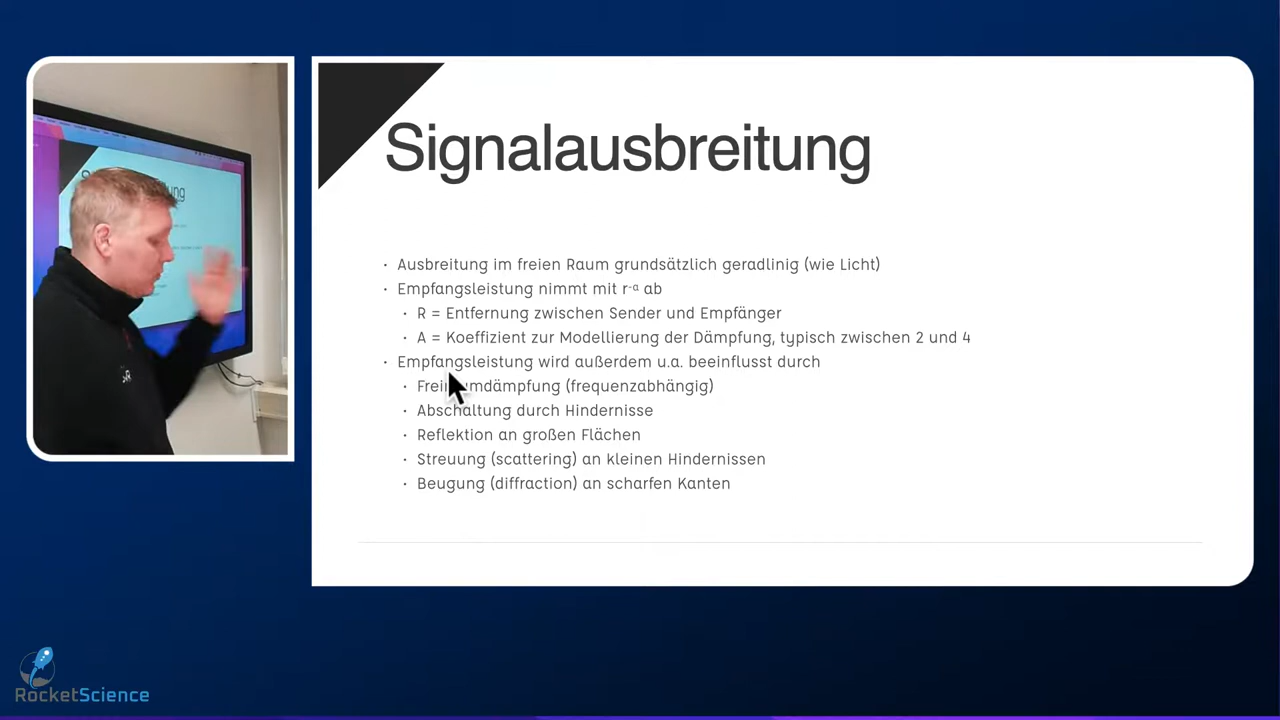 Signalausbreitung
• Ausbreitung im freien Raum grundsätzlich geradlinig (wie Licht)
• Empfangsleistung nimmt mit r⁻ᵅ ab
• R = Entfernung zwischen Sender und Empfänger
• A = Koeffizient zur Modellierung der Dämpfung, typisch zwischen 2 und 4
• Empfangsleistung wird außerdem u.a. beeinflusst durch
• (frequenzabhängig)
• Abschaltung durch Hindernisse
• Reflektion an großen Flächen
• Streuung (scattering) an kleinen Hindernissen
• Beugung (diffraction) an scharfen Kanten
RocketScience